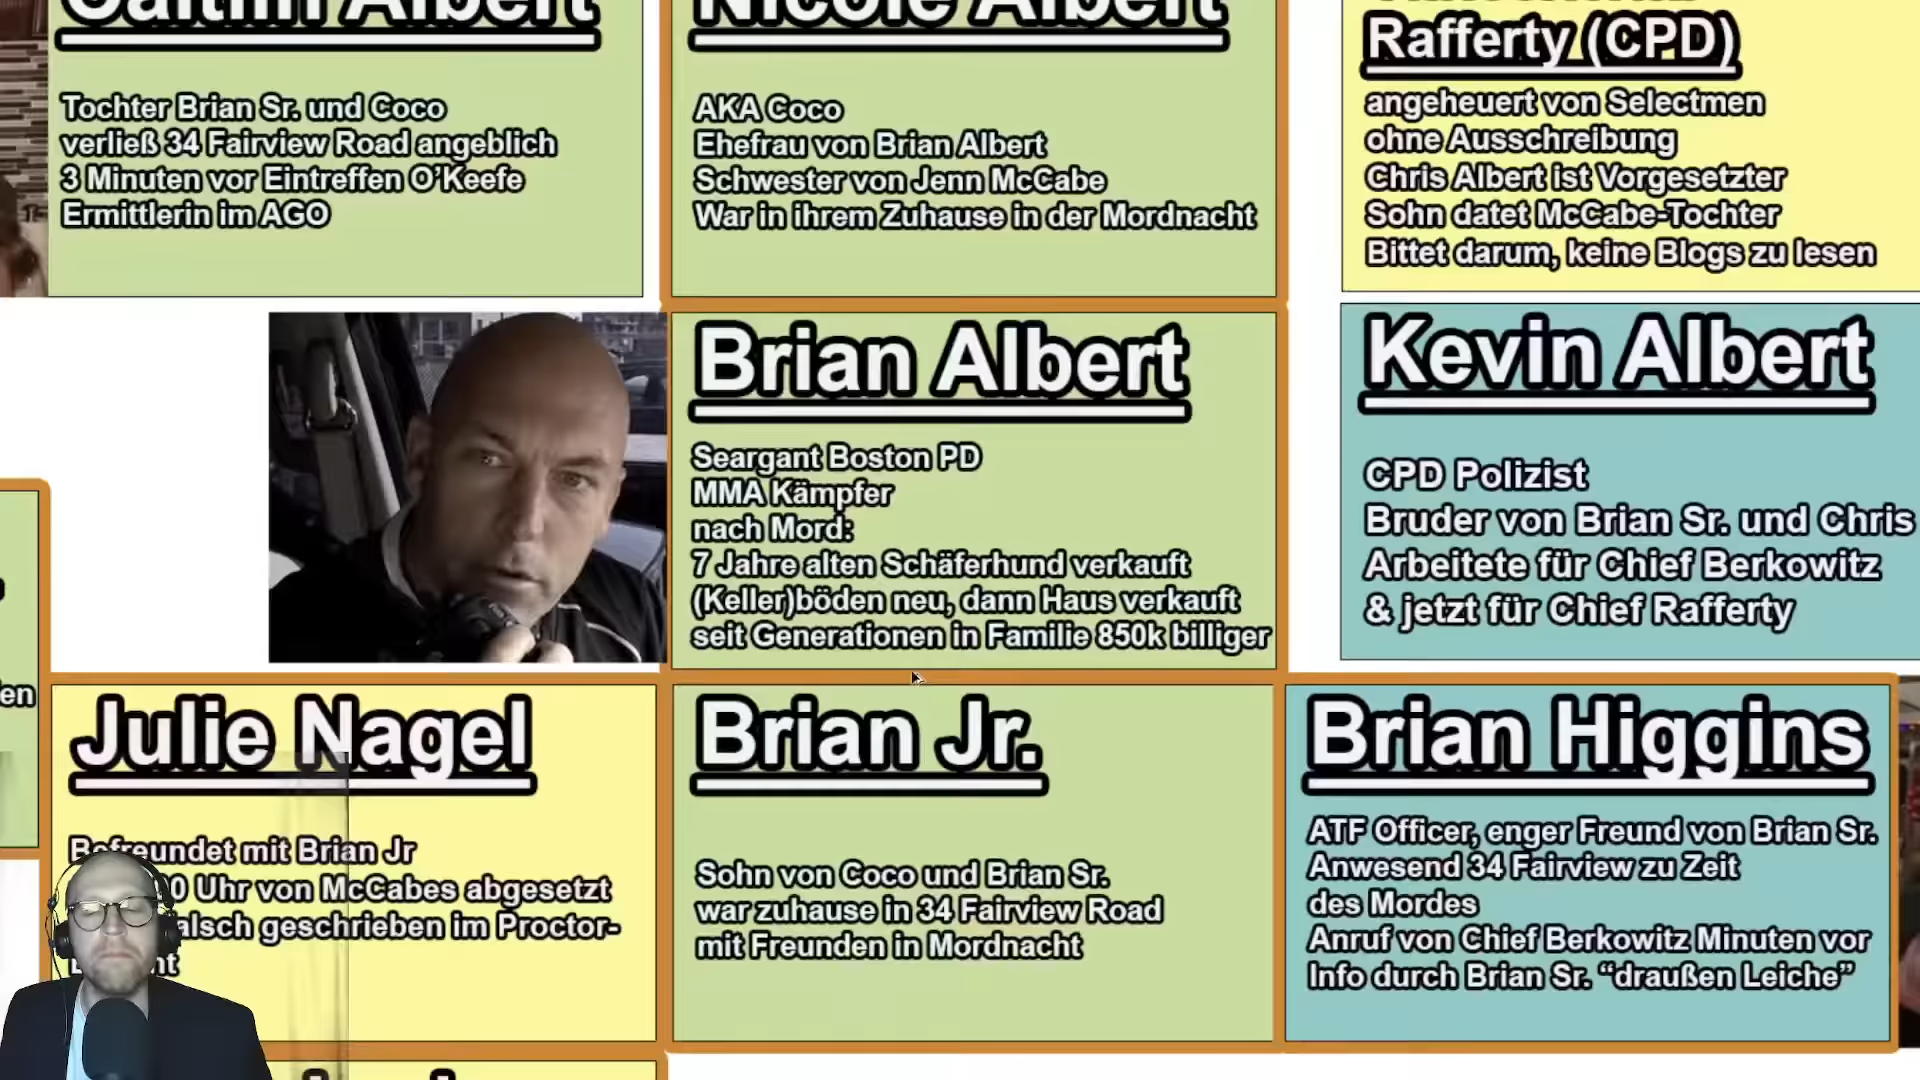 Caitlin Albert
Tochter Brian Sr. und Coco
verließ 34 Fairview Road angeblich
3 Minuten vor Eintreffen O'Keefe
Ermittlerin im AGO
Nicole Albert
AKA Coco
Ehefrau von Brian Albert
Schwester von Jenn McCabe
War in ihrem Zuhause in der Mordnacht
Rafferty (CPD)
angeheuert von Selectmen
ohne Ausschreibung
Chris Albert ist Vorgesetzter
Sohn datet McCabe-Tochter
Bittet darum, keine Blogs zu lesen
Brian Albert
Seargant Boston PD
MMA Kämpfer
nach Mord:
7 Jahre alten Schäferhund verkauft
(Keller)böden neu, dann Haus verkauft
seit Generationen in Familie 850k billiger
Kevin Albert
CPD Polizist
Bruder von Brian Sr. und Chris
Arbeitete für Chief Berkowitz
& jetzt für Chief Rafferty
en
Julie Nagel
Befreundet mit Brian Jr
0 Uhr von McCabes abgesetzt
alsch geschrieben im Proctor-
Brian Jr.
Sohn von Coco und Brian Sr.
war zuhause in 34 Fairview Road
mit Freunden in Mordnacht
Brian Higgins
ATF Officer, enger Freund von Brian Sr.
Anwesend 34 Fairview zu Zeit
des Mordes
Anruf von Chief Berkowitz Minuten vor
Info durch Brian Sr. “draußen Leiche”